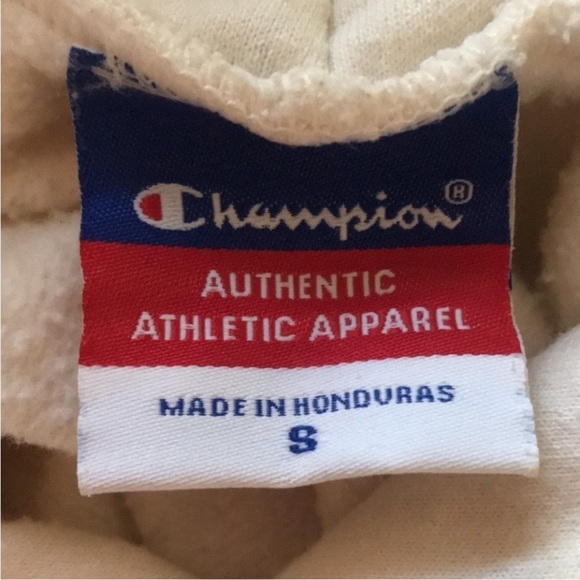 Champion®
AUTHENTIC
ATHLETIC APPAREL
MADE IN HONDURAS
S